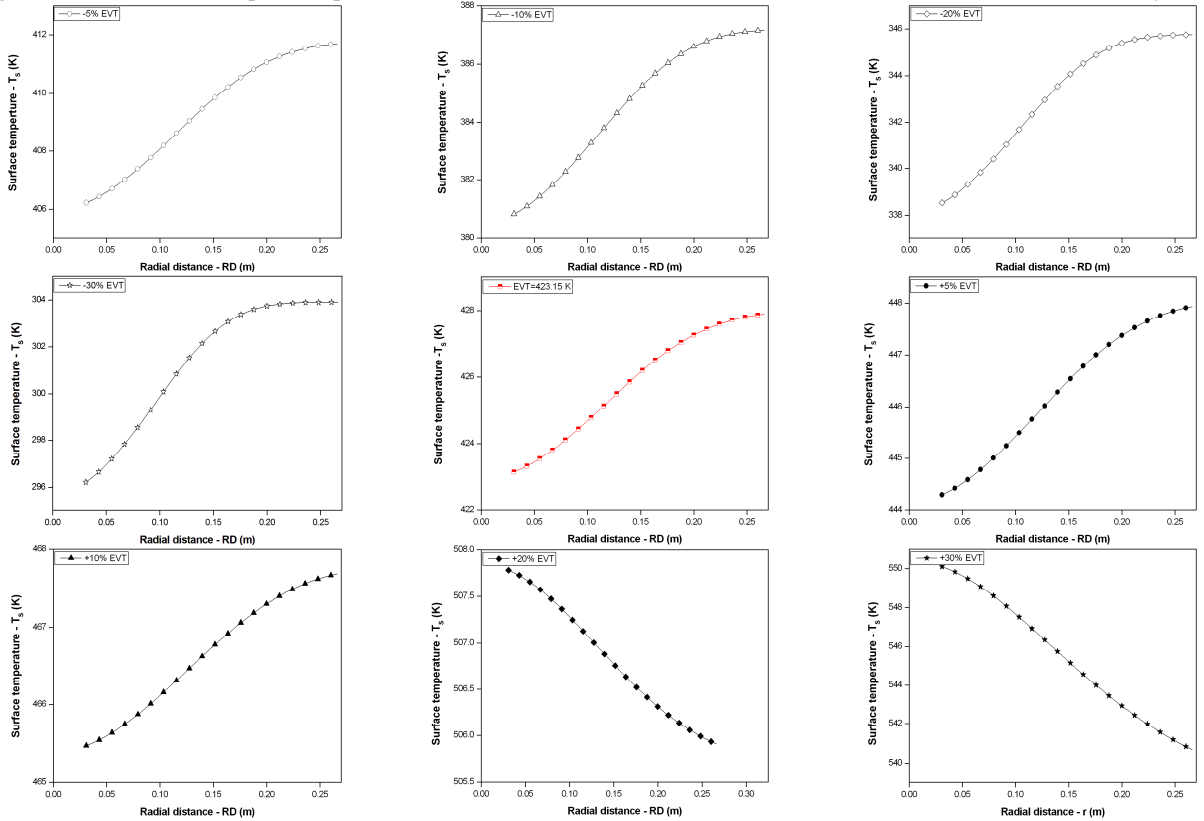 -5% EVT
412
410
408
406
0.00 0.05 0.10 0.15 0.20 0.25
Surface temperture - Ts (K)
Radial distance - RD (m)
-10% EVT
388
386
384
382
380
0.00 0.05 0.10 0.15 0.20 0.25
Surface temperature - Ts (K)
Radial distance - RD (m)
-20% EVT
346
344
342
340
338
0.00 0.05 0.10 0.15 0.20 0.25
Surface temperature - Ts (K)
Radial distance - RD (m)
-30% EVT
304
302
300
298
296
0.00 0.05 0.10 0.15 0.20 0.25
Surface temperature - Ts (K)
Radial distance - RD (m)
EVT=423.15 K
428
426
424
422
0.00 0.05 0.10 0.15 0.20 0.25
Surface temperature -Ts (K)
Radial distance - RD (m)
+5% EVT
448
447
446
445
444
0.00 0.05 0.10 0.15 0.20 0.25
Surface temperature - Ts (K)
Radial distance - RD (m)
+10% EVT
468
467
466
465
0.00 0.05 0.10 0.15 0.20 0.25
Surface temperature - Ts (K)
Radial distance - RD (m)
+20% EVT
508.0
507.5
507.0
506.5
506.0
505.5
0.00 0.05 0.10 0.15 0.20 0.25 0.30
Surface temperature - Ts (K)
Radial distance - RD (m)
+30% EVT
550
548
546
544
542
540
0.00 0.05 0.10 0.15 0.20 0.25
Surface temperature - Ts (K)
Radial distance - r (m)